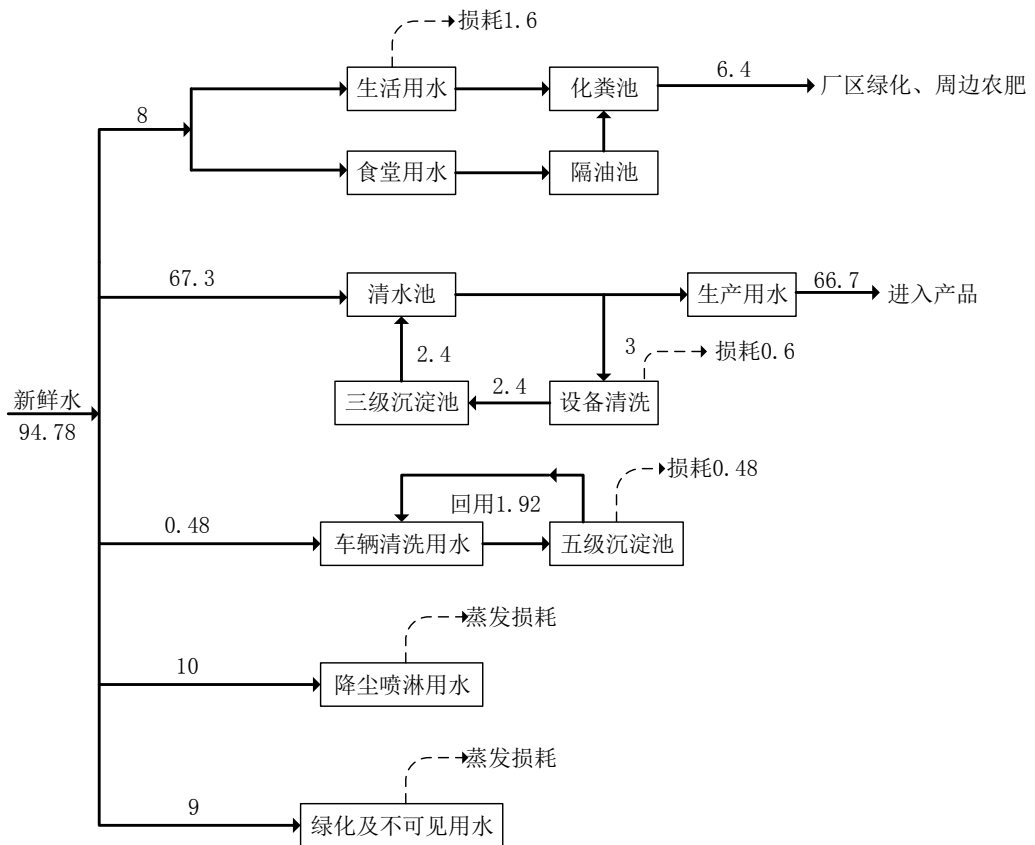 损耗1.6
生活用水
化粪池
6.4
厂区绿化、周边农肥
8
食堂用水
隔油池
67.3
清水池
生产用水
66.7
进入产品
2.4
3
损耗0.6
三级沉淀池
2.4
设备清洗
新鲜水
94.78
损耗0.48
回用1.92
0.48
车辆清洗用水
五级沉淀池
蒸发损耗
10
降尘喷淋用水
蒸发损耗
9
绿化及不可见用水